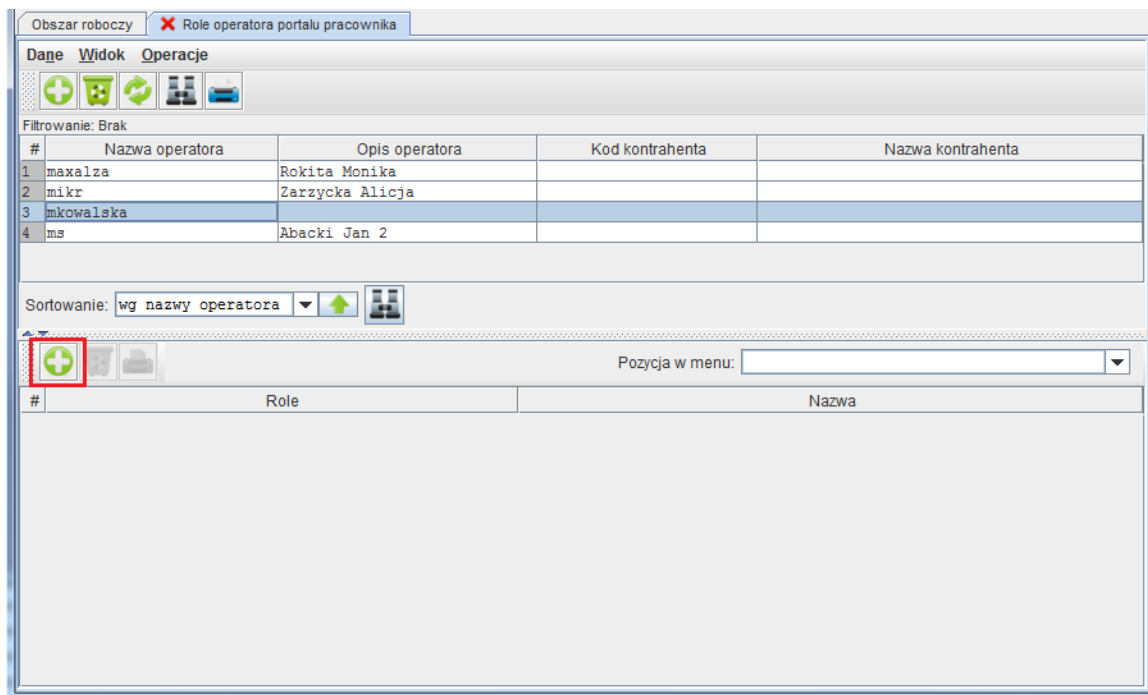 Obszar roboczy Role operatora portalu pracownika
Dane Widok Operacje
Filtrowanie: Brak
# Nazwa operatora Opis operatora Kod kontrahenta Nazwa kontrahenta
1 maxalza Rokita Monika
2 mikr Zarzycka Alicja
3 mkowalska
4 ms Abacki Jan 2
Sortowanie: wg nazwy operatora
Pozycja w menu:
# Role Nazwa